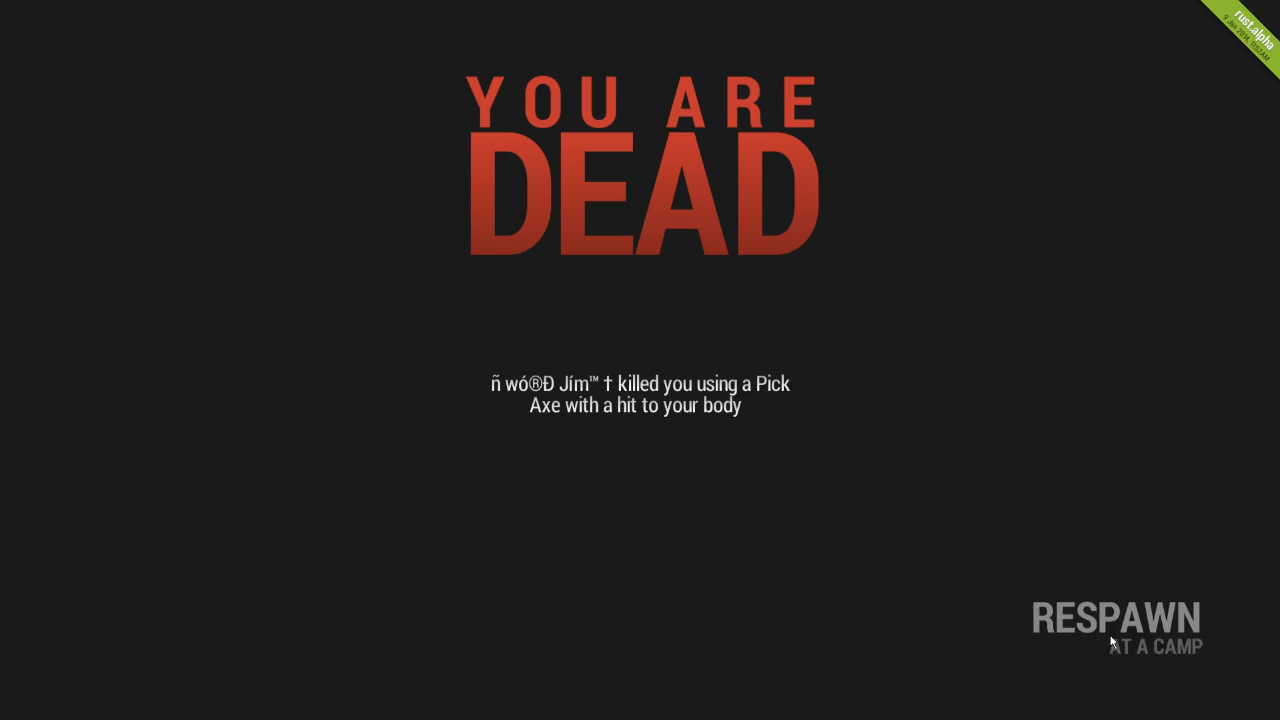 rust.alpha
YOU ARE
DEAD
ñ wó®Ð Jím™ † killed you using a Pick
Axe with a hit to your body
RESPAWN
AT A CAMP